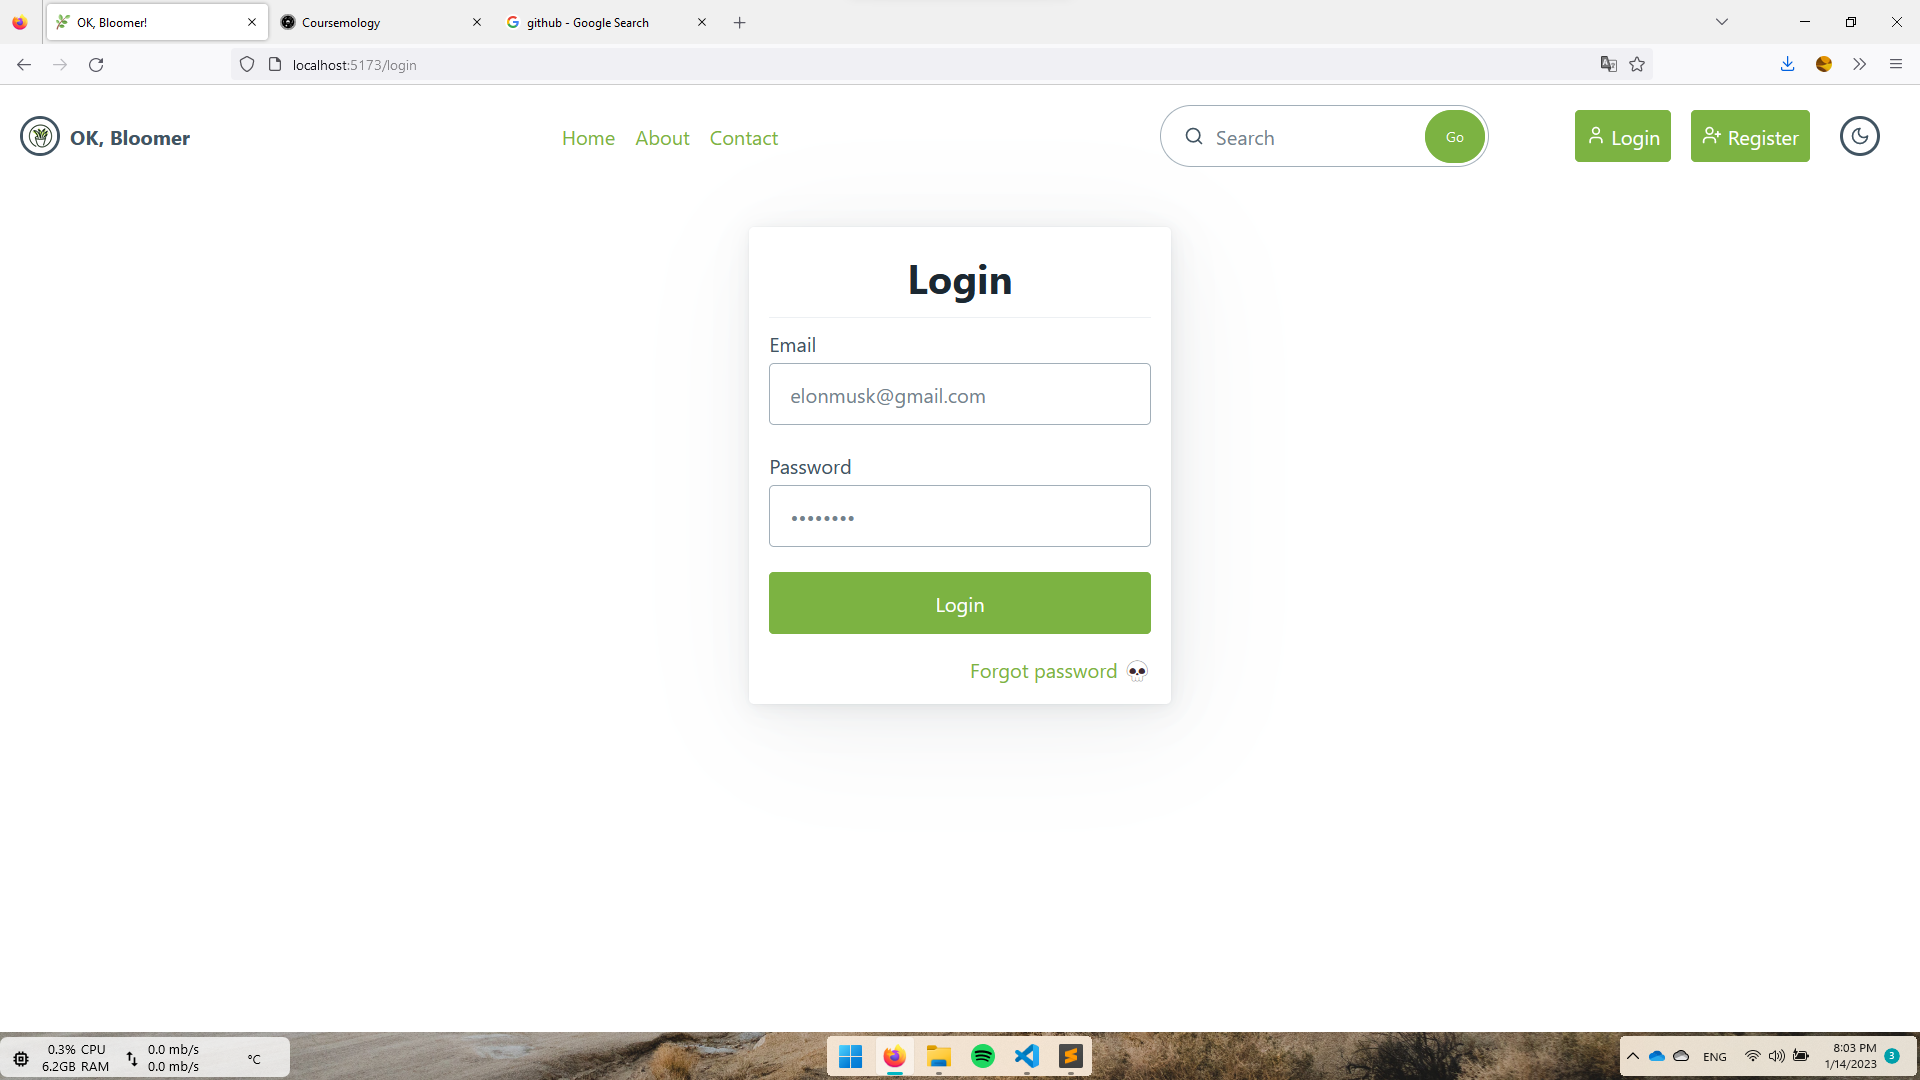 OK, Bloomer!
Coursemology
github - Google Search
localhost:5173/login
OK, Bloomer
Home
About
Contact
Search
Go
Login
Register
Login
Email
elonmusk@gmail.com
Password
Login
Forgot password
0.3% CPU
6.2GB RAM
0.0 mb/s
0.0 mb/s
°C
ENG
8:03 PM
1/14/2023
3